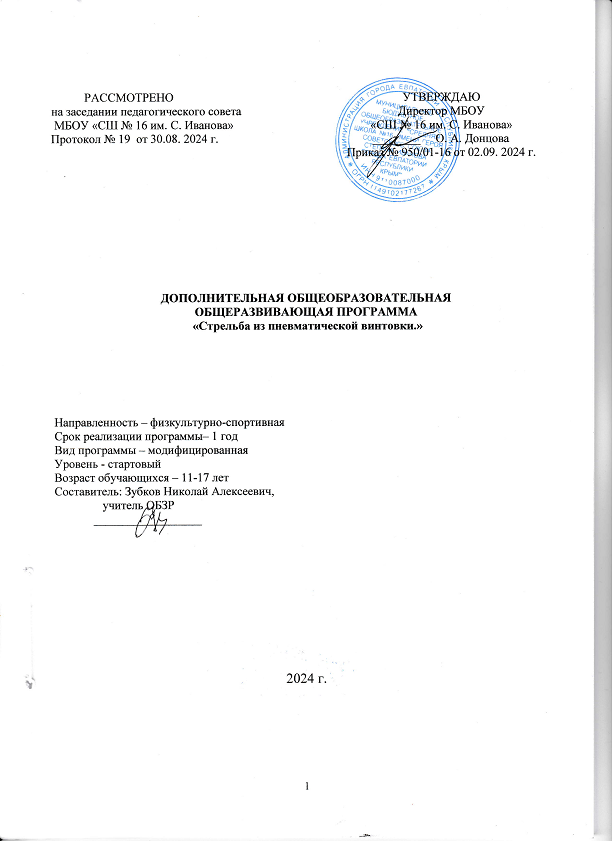 РАССМОТРЕНО
на заседании педагогического совета
МБОУ «СШ № 16 им. С. Иванова»
Протокол № 19 от 30.08. 2024 г.
УТВЕРЖДАЮ
Директор МБОУ
«СШ № 16 им. С. Иванова»
О. А. Донцова
Приказ № 950/01-16 от 02.09. 2024 г.
ДОПОЛНИТЕЛЬНАЯ ОБЩЕОБРАЗОВАТЕЛЬНАЯ
ОБЩЕРАЗВИВАЮЩАЯ ПРОГРАММА
«Стрельба из пневматической винтовки.»
Направленность – физкультурно-спортивная
Срок реализации программы– 1 год
Вид программы – модифицированная
Уровень - стартовый
Возраст обучающихся – 11-17 лет
Составитель: Зубков Николай Алексеевич,
учитель ОБЗР
2024 г.
1